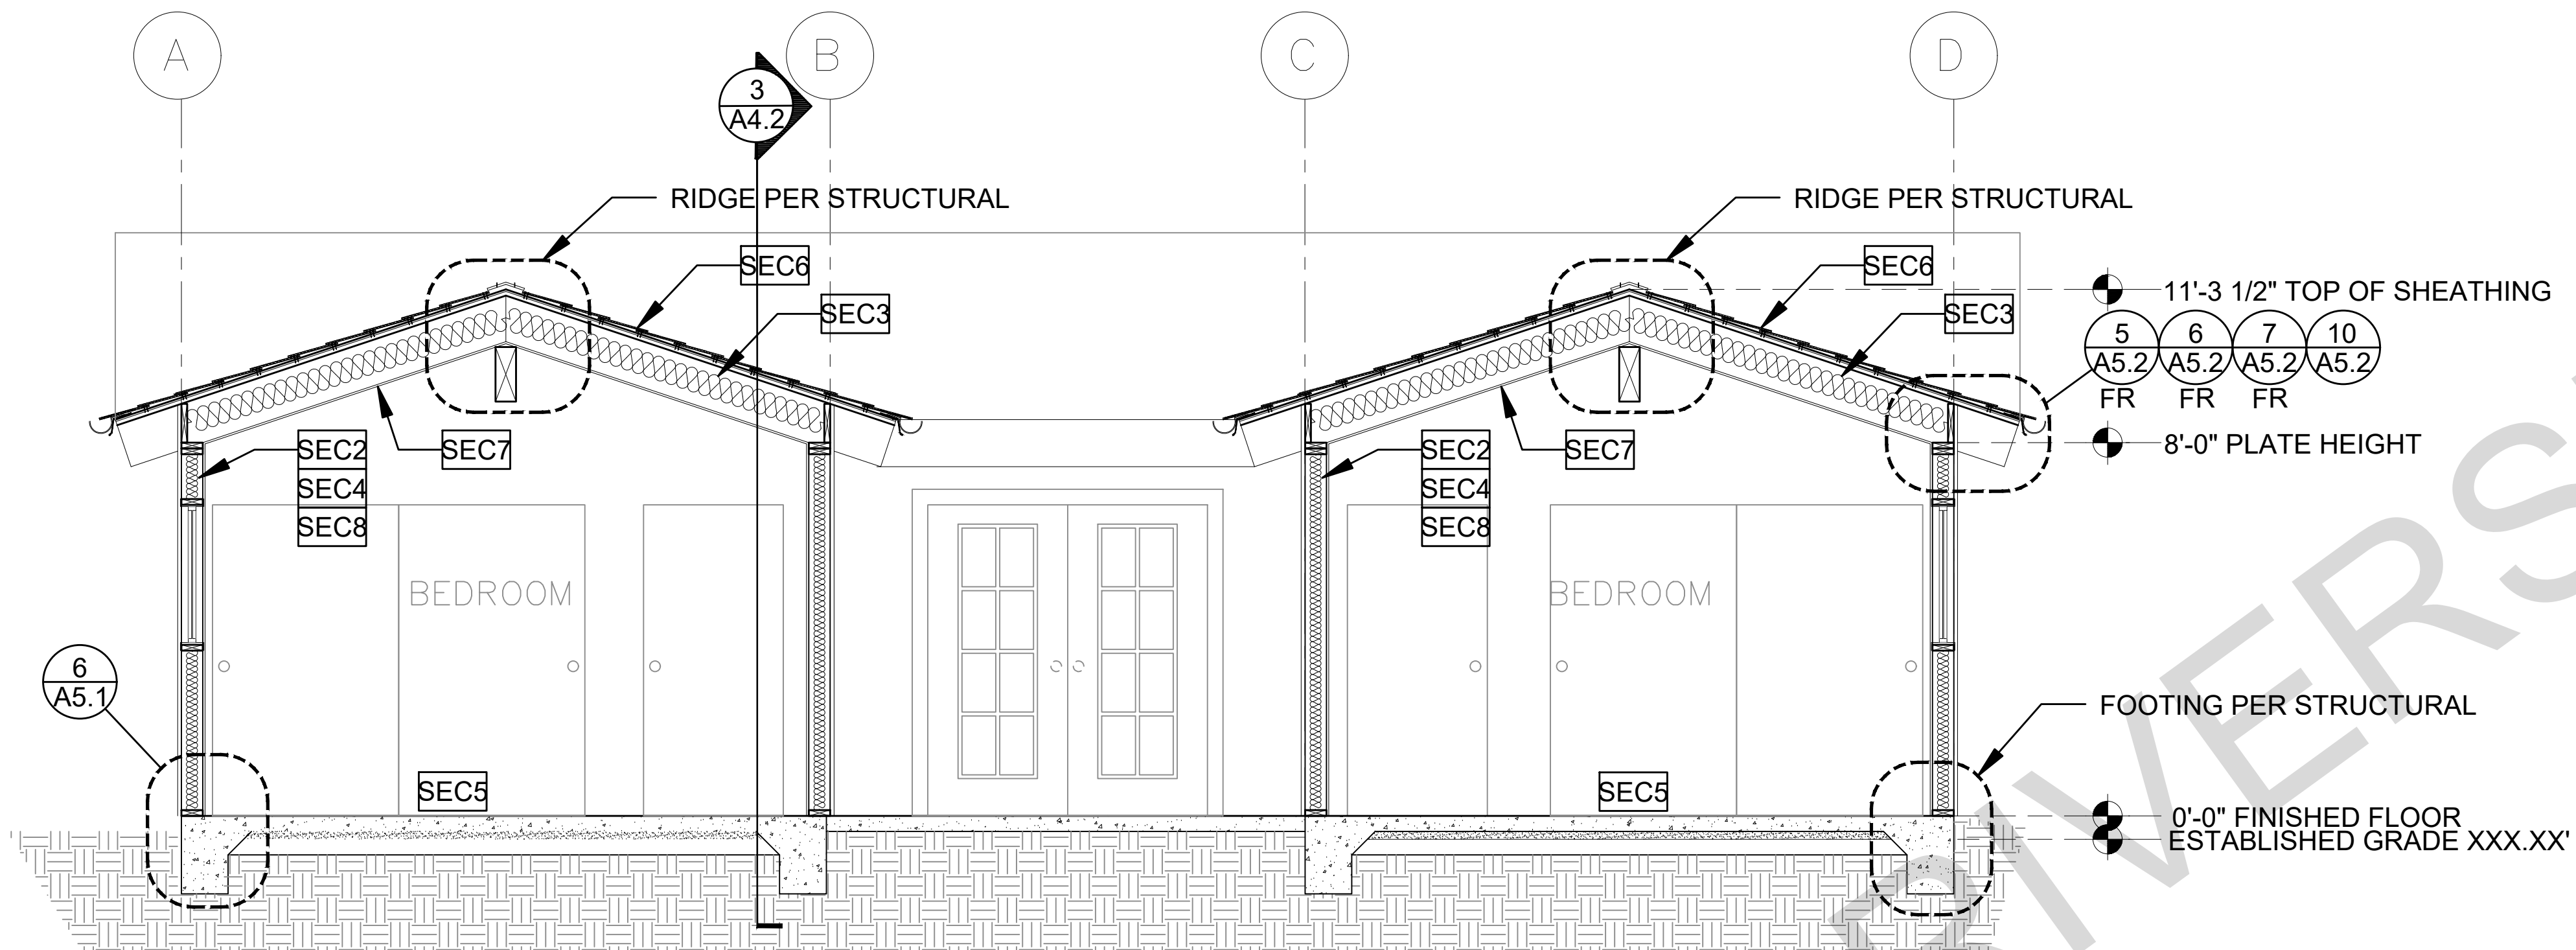 A
B
C
D
3
A4.2
RIDGE PER STRUCTURAL
RIDGE PER STRUCTURAL
SEC6
SEC3
SEC6
SEC3
11'-3 1/2" TOP OF SHEATHING
5 6 7 10
A5.2 A5.2 A5.2 A5.2
FR FR FR
8'-0" PLATE HEIGHT
SEC2
SEC4
SEC8
SEC7
SEC2
SEC4
SEC8
SEC7
BEDROOM
BEDROOM
6
A5.1
FOOTING PER STRUCTURAL
SEC5
SEC5
0'-0" FINISHED FLOOR
ESTABLISHED GRADE XXX.XX'
RIVERS